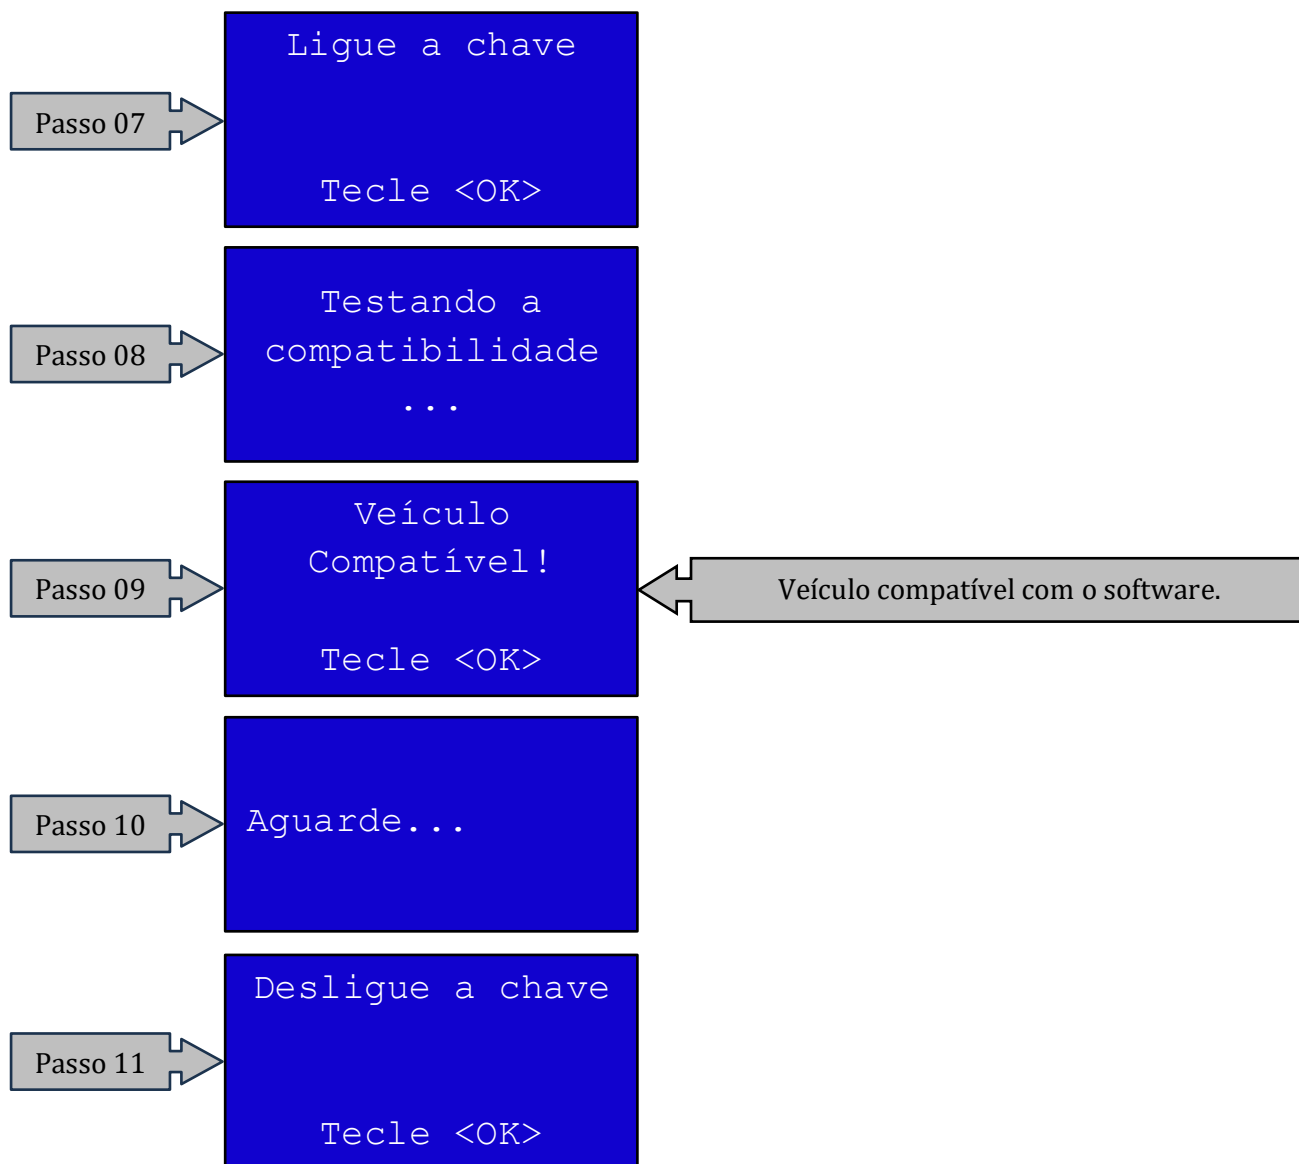 Passo 07
Ligue a chave
Tecle <OK>
Passo 08
Testando a
compatibilidade
...
Passo 09
Veículo
Compatível!
Tecle <OK>
Veículo compatível com o software.
Passo 10
Aguarde...
Passo 11
Desligue a chave
Tecle <OK>